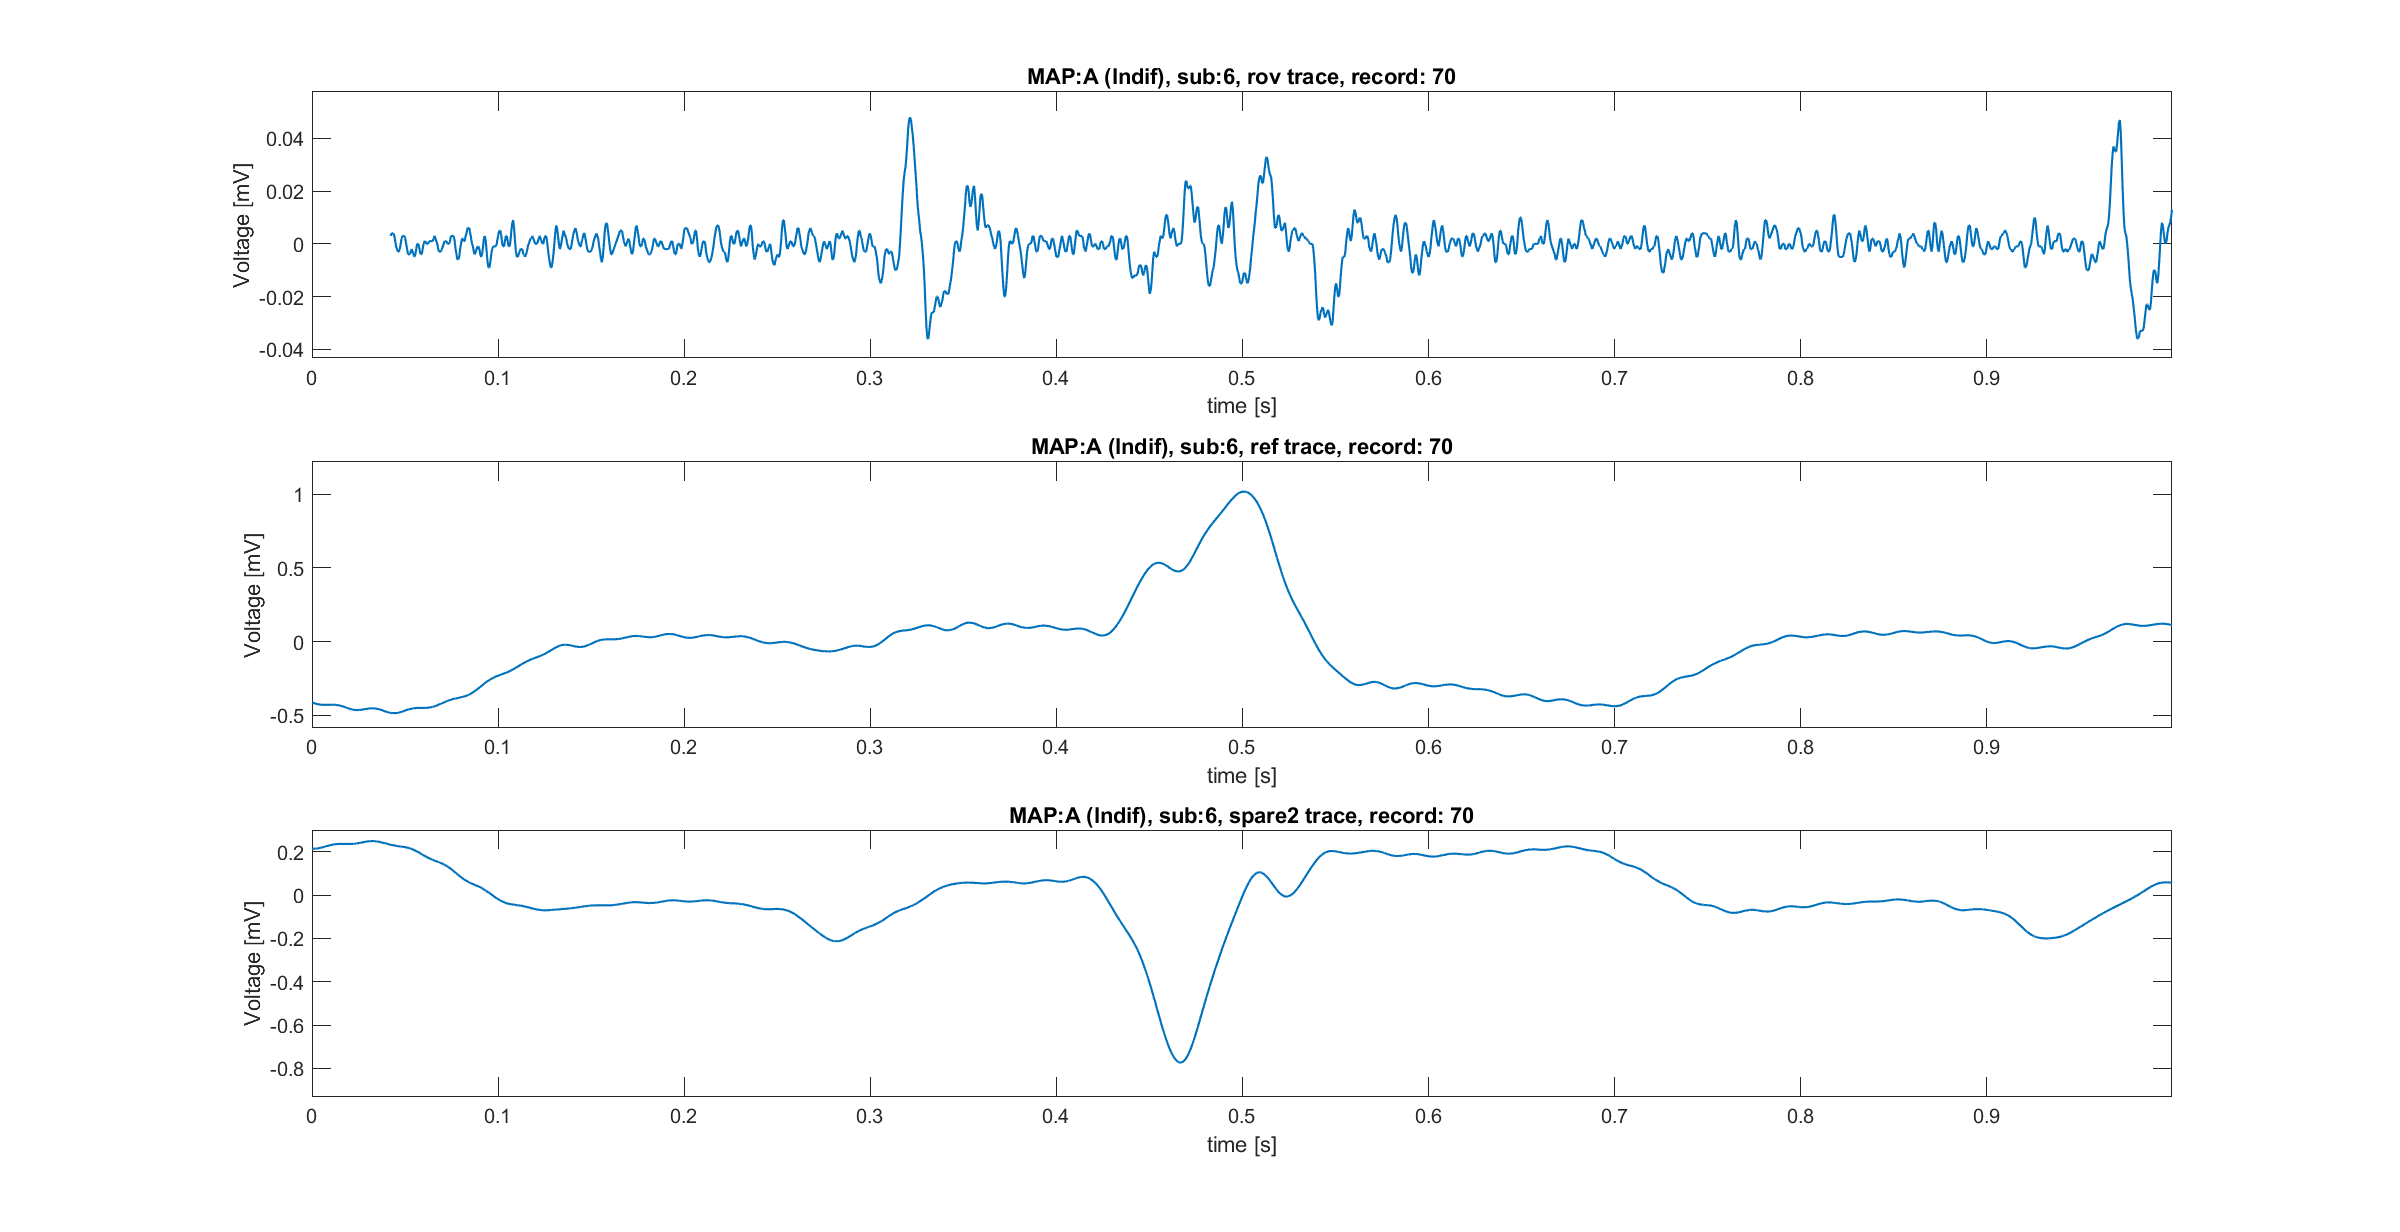 MAP:A (Indif), sub:6, rov trace, record: 70
Voltage [mV]
0.04
0.02
0
-0.02
-0.04
0 0.1 0.2 0.3 0.4 0.5 0.6 0.7 0.8 0.9
time [s]
MAP:A (Indif), sub:6, ref trace, record: 70
Voltage [mV]
1
0.5
0
-0.5
0 0.1 0.2 0.3 0.4 0.5 0.6 0.7 0.8 0.9
time [s]
MAP:A (Indif), sub:6, spare2 trace, record: 70
Voltage [mV]
0.2
0
-0.2
-0.4
-0.6
-0.8
0 0.1 0.2 0.3 0.4 0.5 0.6 0.7 0.8 0.9
time [s]